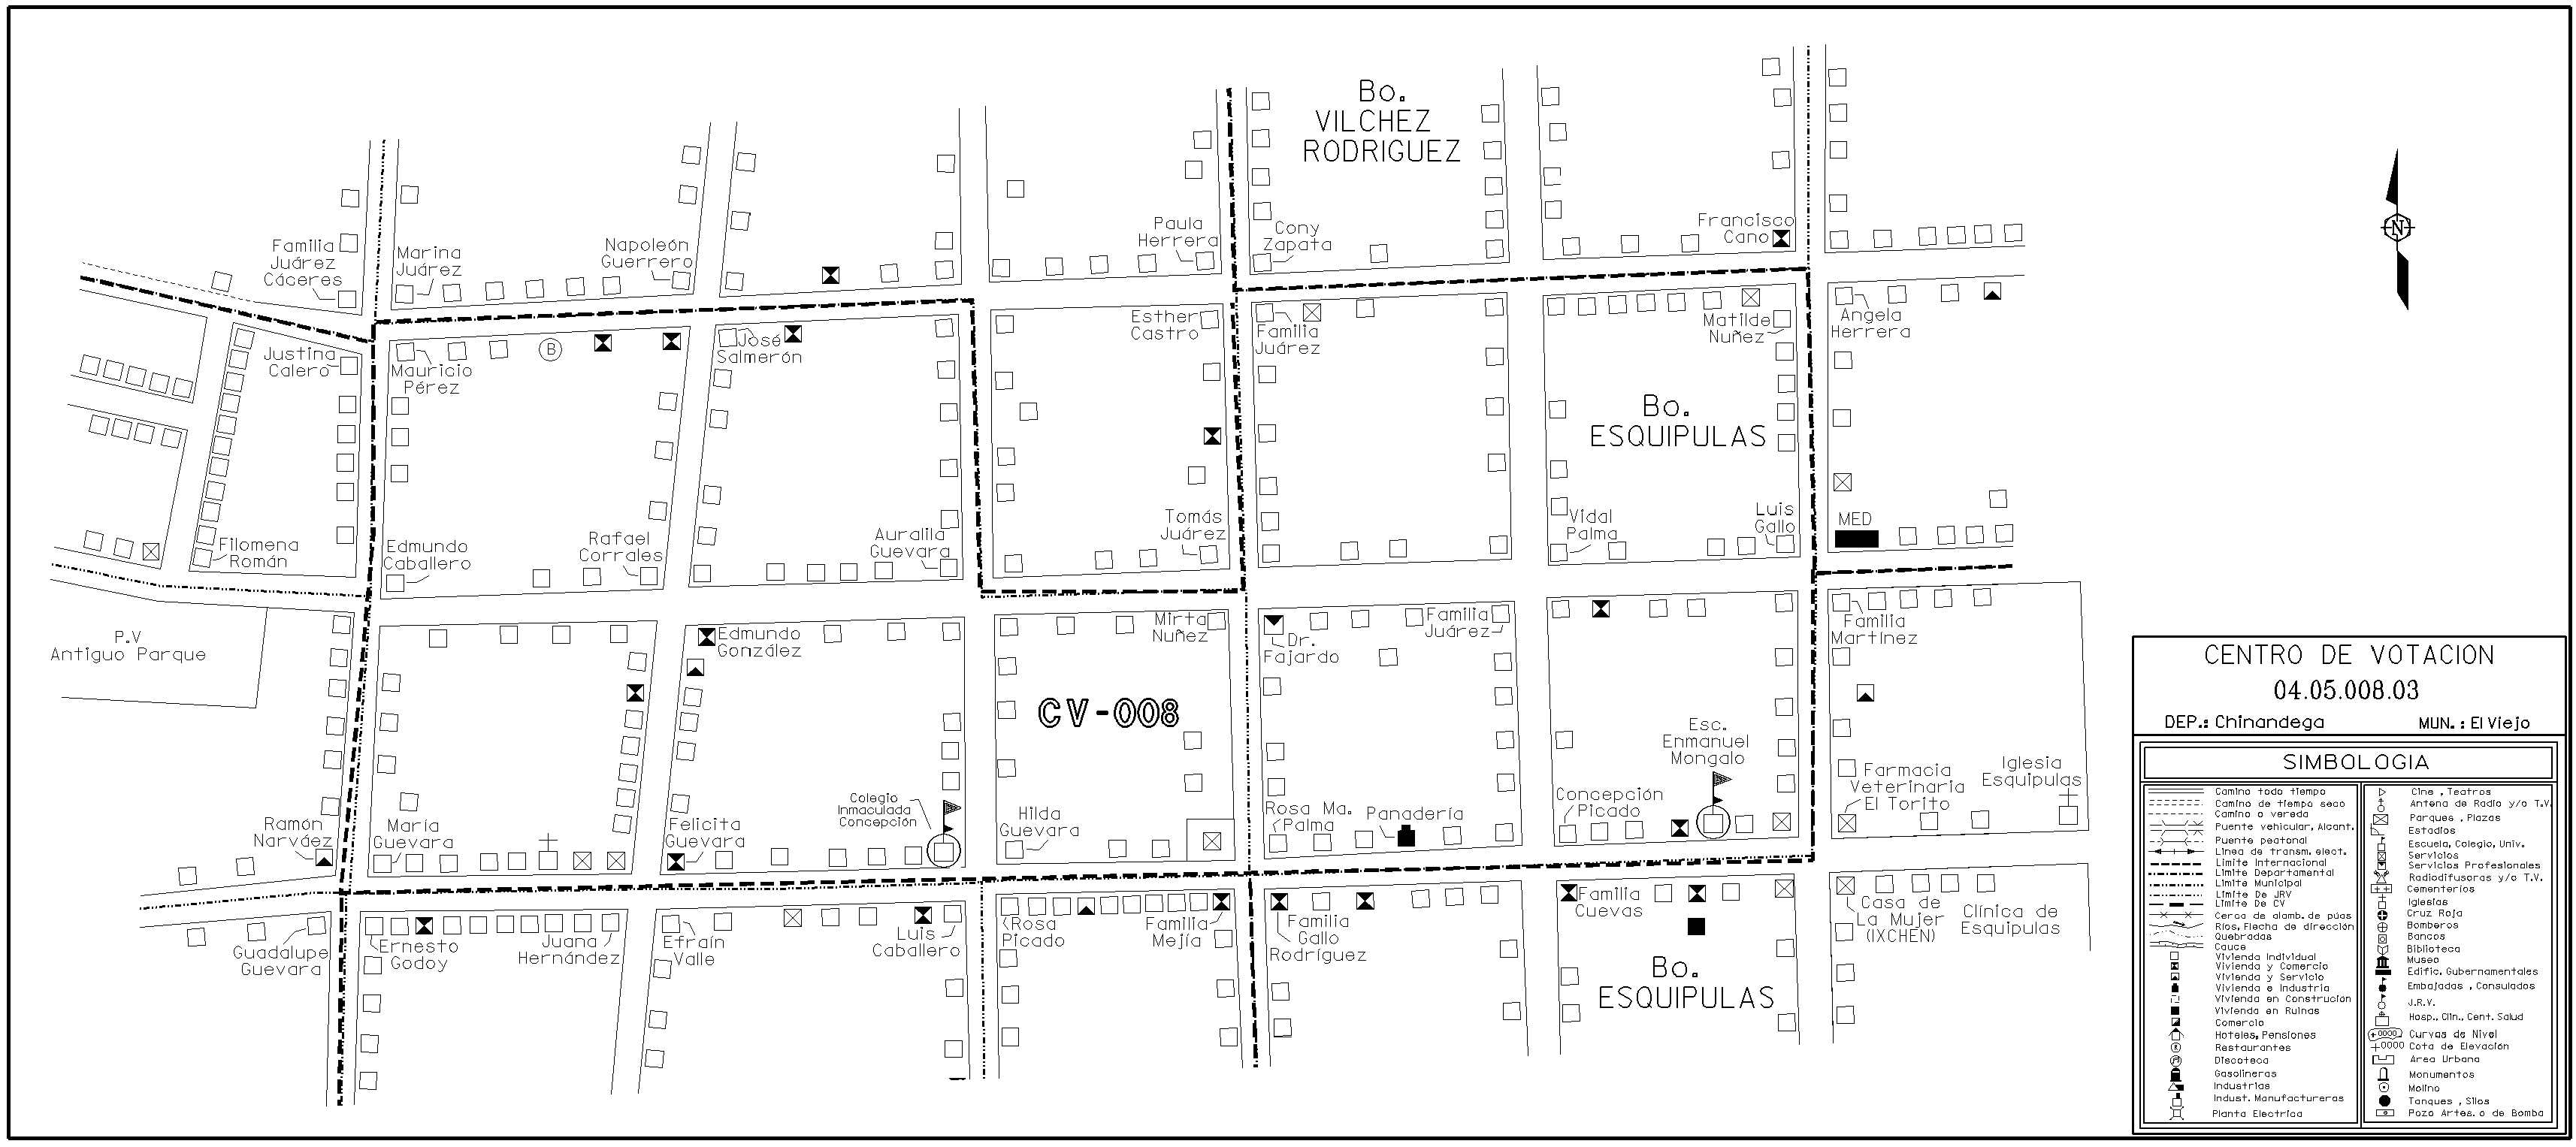 Bo.
VILCHEZ
RODRIGUEZ
Familia
Juárez
Cáceres
Marina
Juárez
Napoleón
Guerrero
Paula
Herrera
Cony
Zapata
Francisco
Cano
N
Justina
Calero
Mauricio
Pérez
B
José
Salmerón
Esther
Castro
Familia
Juárez
Matilde
Nuñez
Angela
Herrera
Bo.
ESQUIPULAS
Filomena
Román
Edmundo
Caballero
Rafael
Corrales
Auralila
Guevara
Tomás
Juárez
Vidal
Palma
Luis
Gallo
MED
P.V
Antiguo Parque
Edmundo
González
Mirta
Nuñez
Dr.
Fajardo
Familia
Juárez
Familia
Martínez
CV-008
Esc.
Enmanuel
Mongalo
Ramón
Narváez
María
Guevara
Felicita
Guevara
Colegio
Inmaculada
Concepción
Hilda
Guevara
Rosa Ma.
Palma
Panadería
Concepción
Picado
Farmacia
Veterinaria
El Torito
Iglesia
Esquipulas
Guadalupe
Guevara
Ernesto
Godoy
Juana
Hernández
Efraín
Valle
Luis
Caballero
Rosa
Picado
Familia
Mejía
Familia
Gallo
Rodríguez
Familia
Cuevas
Casa de
La Mujer
(IXCHEN)
Clínica de
Esquipulas
Bo.
ESQUIPULAS
CENTRO DE VOTACION
04.05.008.03
DEP.: Chinandega MUN. : El Viejo
SIMBOLOGIA
Camino todo tiempo
Camino de tiempo seco
Camino o vereda
Puente vehicular, Alcant.
Puente peatonal
Linea de transm. elect.
Limite Internacional
Limite Departamental
Limite Municipal
Limite De JRV
Limite De CV
Cerca de alamb. de púas
Ríos, Flecha de dirección
Quebradas
Cauce
Vivienda Individual
Vivienda y Comercio
Vivienda y Servicio
Vivienda e Industria
Vivienda en Construcion
Vivienda en Ruinas
Comercio
Hoteles, Pensiones
Restaurantes
Discoteca
Gasolineras
Industrias
Indust. Manufactureras
Planta Electrica
Cine , Teatros
Antena de Radio y/o T.V.
Parques , Plazas
Estadios
Escuela, Colegio, Univ.
Servicios
Servicios Profesionales
Radiodifusoras y/o T.V.
Cementerios
Iglesias
Cruz Roja
Bomberos
Bancos
Biblioteca
Museo
Edific. Gubernamentales
Embajadas , Consulados
J.R.V.
Hosp., Clin., Cent. Salud
Curvas de Nivel
Cota de Elevación
Area Urbana
Monumentos
Molino
Tanques , Silos
Pozo Artes. o de Bomba